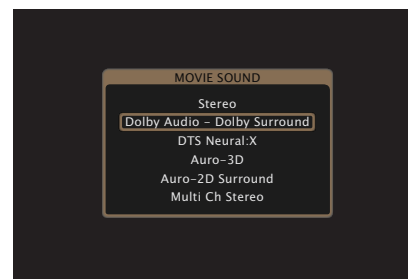 MOVIE SOUND
Stereo
Dolby Audio – Dolby Surround
DTS Neural:X
Auro-3D
Auro-2D Surround
Multi Ch Stereo